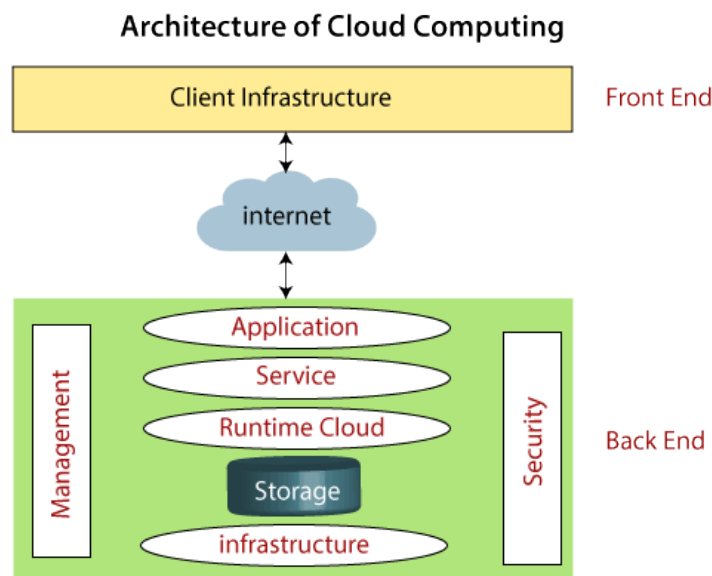 Architecture of Cloud Computing
Client Infrastructure
Front End
internet
Application
Service
Runtime Cloud
Storage
infrastructure
Management
Security
Back End